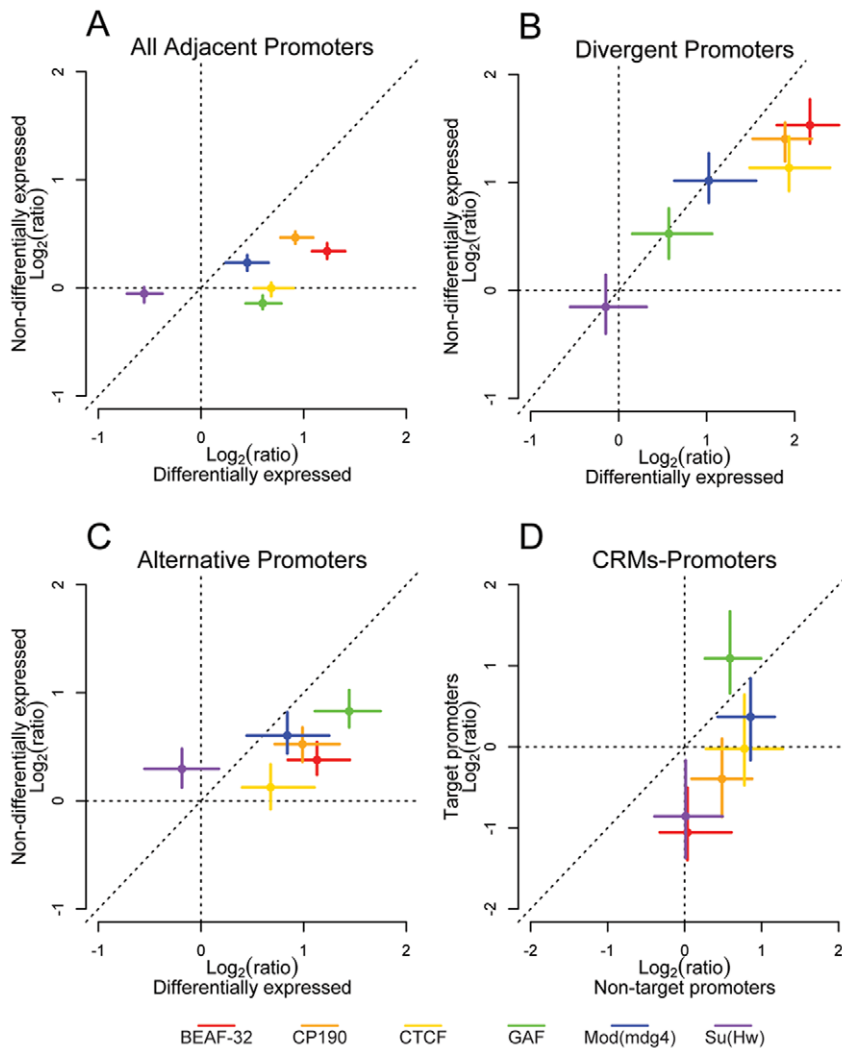 A
All Adjacent Promoters
Non-differentially expressed
Log2(ratio)
2
1
0
-1
-1 0 1 2
Log2(ratio)
Differentially expressed
B
Divergent Promoters
Non-differentially expressed
Log2(ratio)
2
1
0
-1
-1 0 1 2
Log2(ratio)
Differentially expressed
C
Alternative Promoters
Non-differentially expressed
Log2(ratio)
2
1
0
-1
-1 0 1 2
Log2(ratio)
Differentially expressed
D
CRMs-Promoters
Target promoters
Log2(ratio)
2
1
0
-1
-2
-2 -1 0 1 2
Log2(ratio)
Non-target promoters
BEAF-32 CP190 CTCF GAF Mod(mdg4) Su(Hw)